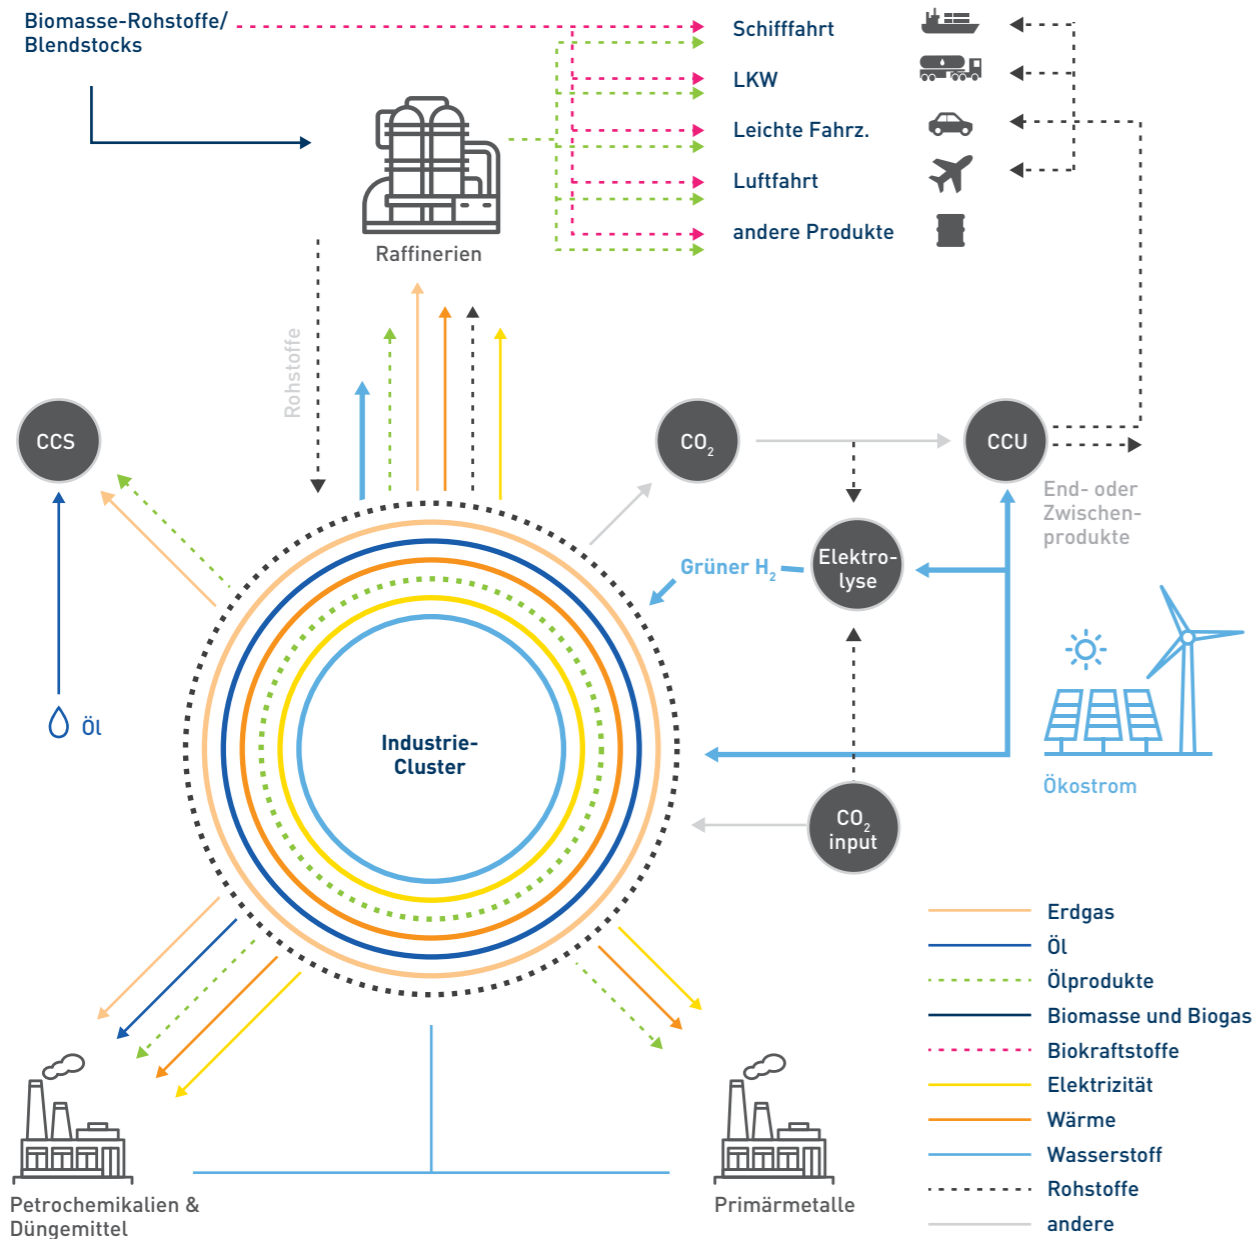 Biomasse-Rohstoffe/
Blendstocks
Schifffahrt
LKW
Leichte Fahrz.
Luftfahrt
andere Produkte
Raffinerien
Rohstoffe
CCS
CO₂
CCU
End- oder
Zwischen-
produkte
Elektro-
lyse
Grüner H₂
Öl
Industrie-
Cluster
Ökostrom
CO₂
input
Erdgas
Öl
Ölprodukte
Biomasse und Biogas
Biokraftstoffe
Elektrizität
Wärme
Wasserstoff
Rohstoffe
andere
Petrochemikalien &
Düngemittel
Primärmetalle